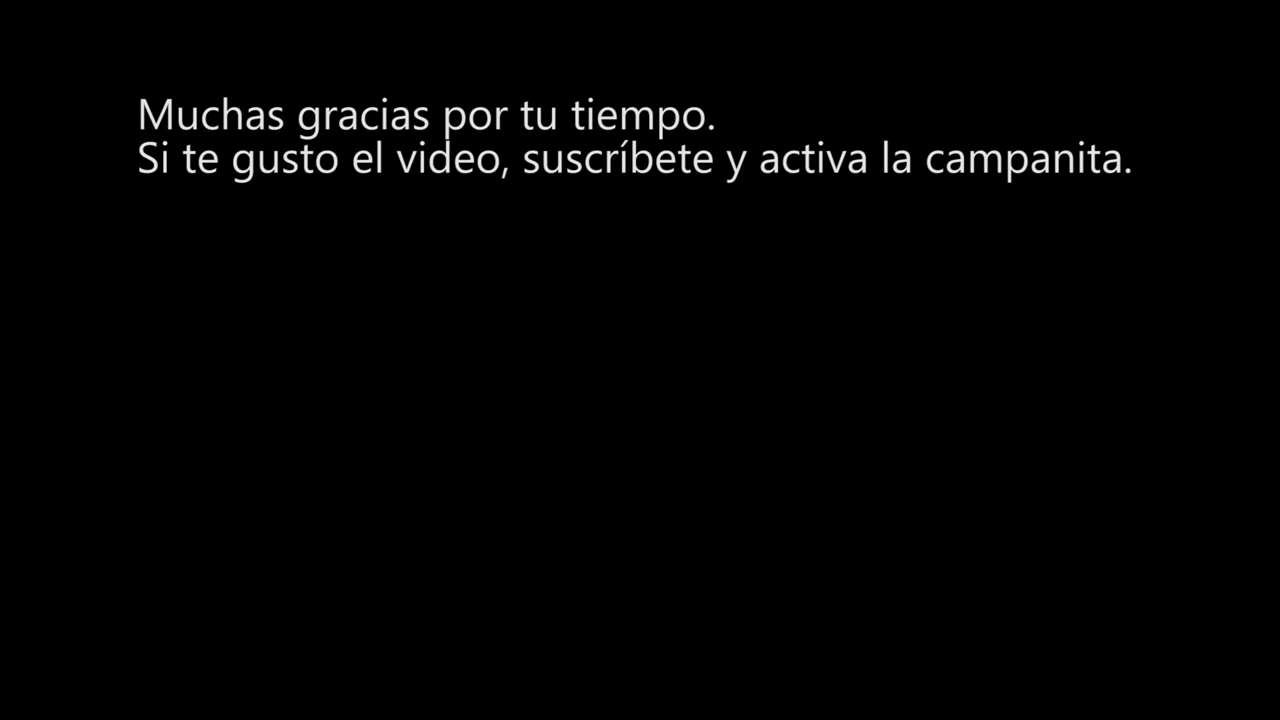 Muchas gracias por tu tiempo.
Si te gusto el video, suscríbete y activa la campanita.